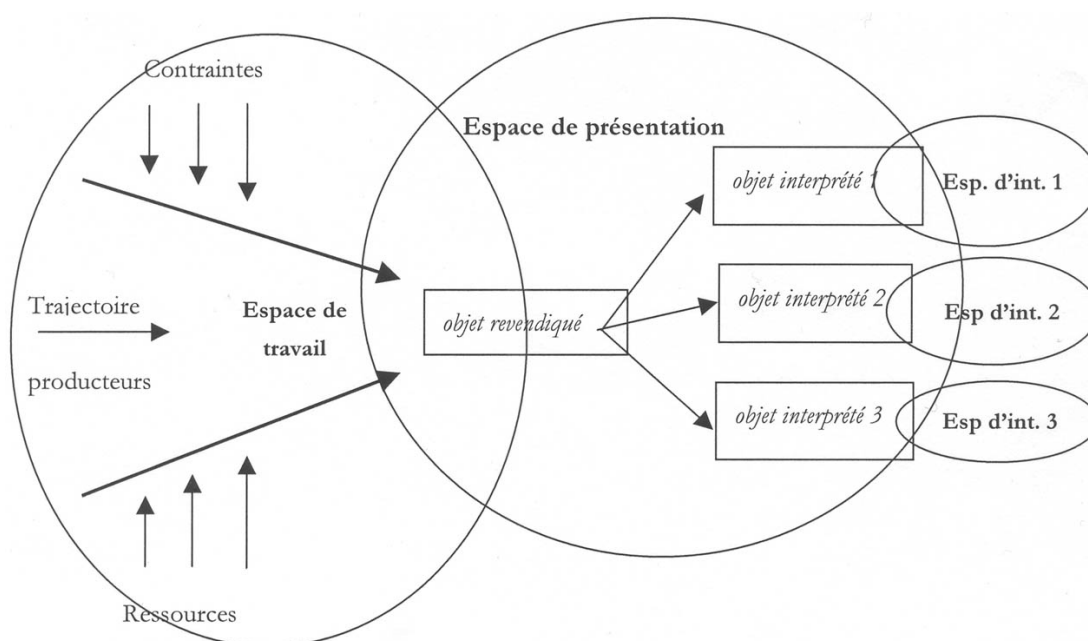 Contraintes
Espace de présentation
objet interprété 1
Esp. d'int. 1
Trajectoire
Espace de
travail
producteurs
objet revendiqué
objet interprété 2
Esp d'int. 2
objet interprété 3
Esp d'int. 3
Ressources